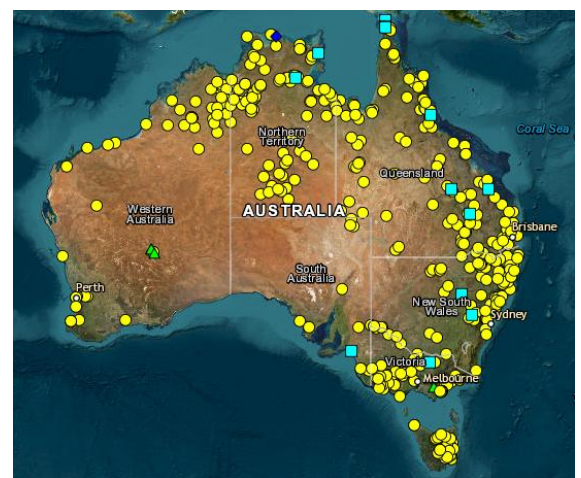 Coral Sea
Northern
Territory
Queensland
AUSTRALIA
Western
Australia
Brisbane
South
Australia
Perth
New South
Wales
Sydney
Victoria
Melbourne